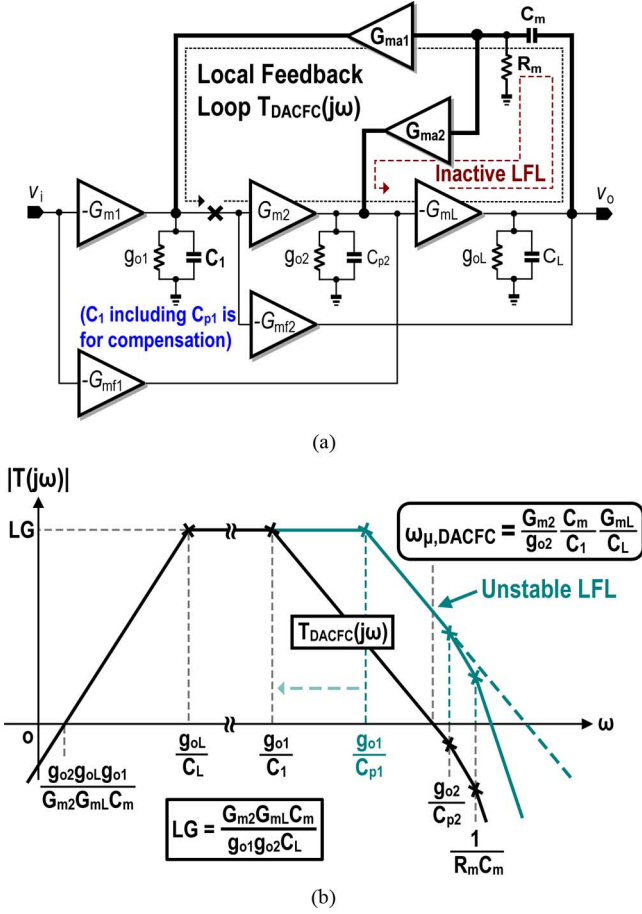 Gma1
Cm
Rm
Local Feedback
Loop TDACFC(jω)
Gma2
Inactive LFL
vi
-Gm1
Gm2
-GmL
vo
go1
C1
go2
Cp2
goL
CL
(C1 including Cp1 is
for compensation)
-Gmf2
-Gmf1
(a)
|T(jω)|
LG
ωμ,DACFC = Gm2/go2 Cm/C1 GmL/CL
Unstable LFL
TDACFC(jω)
o
ω
go2goLgo1/Gm2GmLCm
goL/CL
go1/C1
go1/Cp1
go2/Cp2
1/RmCm
LG = Gm2GmLCm/go1go2CL
(b)